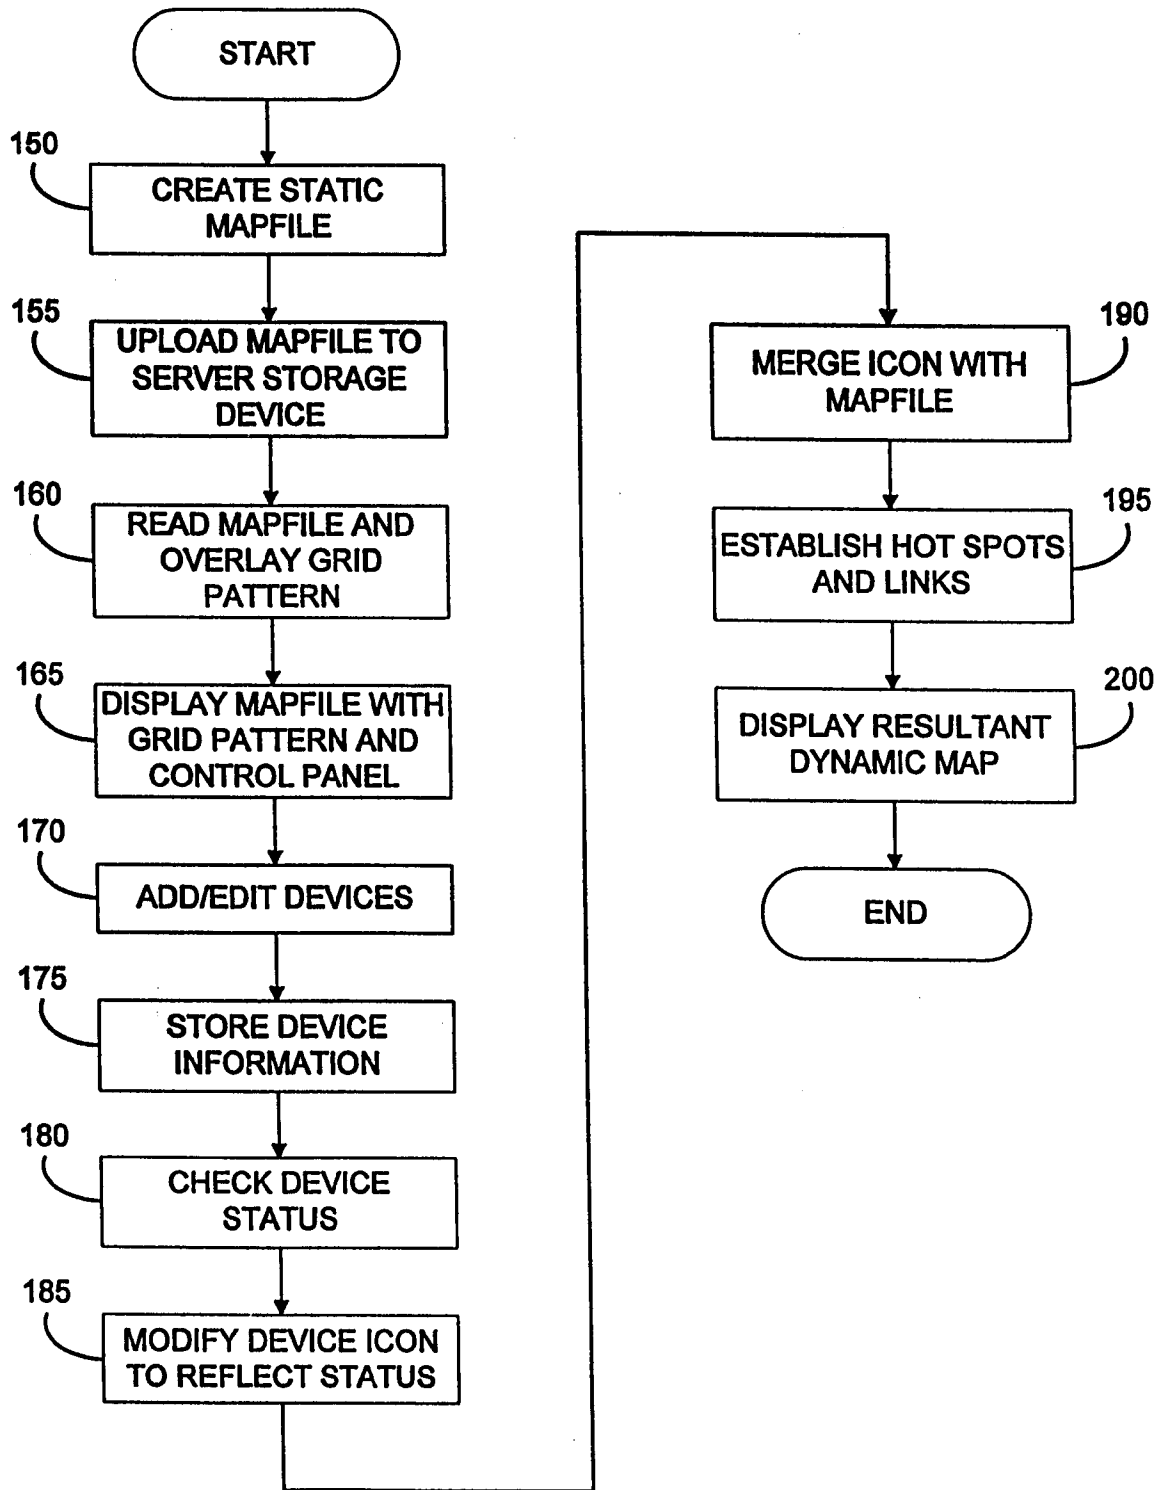 START
150
CREATE STATIC
MAPFILE
155
UPLOAD MAPFILE TO
SERVER STORAGE
DEVICE
160
READ MAPFILE AND
OVERLAY GRID
PATTERN
165
DISPLAY MAPFILE WITH
GRID PATTERN AND
CONTROL PANEL
170
ADD/EDIT DEVICES
175
STORE DEVICE
INFORMATION
180
CHECK DEVICE
STATUS
185
MODIFY DEVICE ICON
TO REFLECT STATUS
190
MERGE ICON WITH
MAPFILE
195
ESTABLISH HOT SPOTS
AND LINKS
200
DISPLAY RESULTANT
DYNAMIC MAP
END